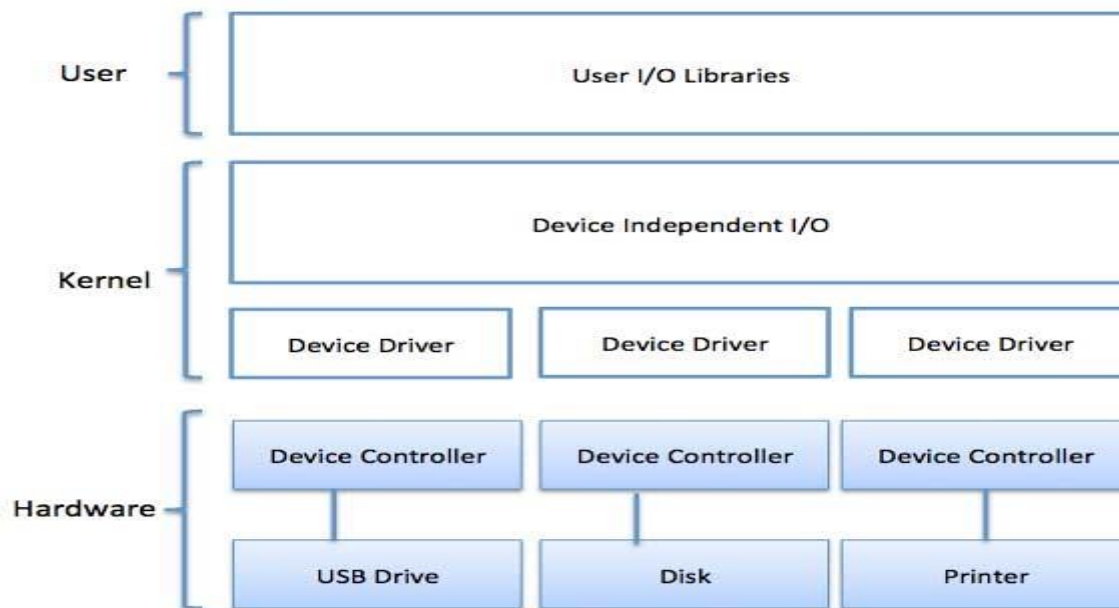 User
User I/O Libraries
Kernel
Device Independent I/O
Device Driver
Device Driver
Device Driver
Hardware
Device Controller
Device Controller
Device Controller
USB Drive
Disk
Printer